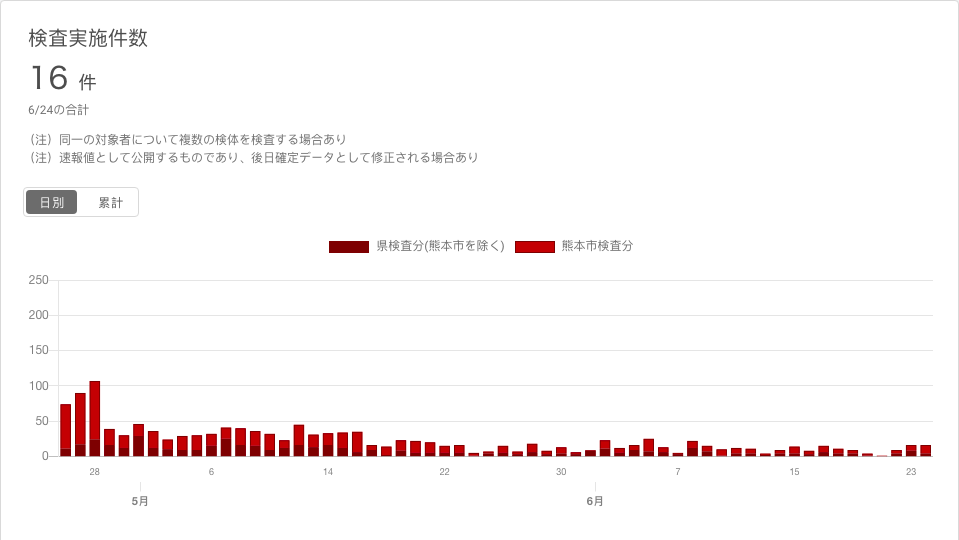 検査実施件数
16 件
6/24の合計
（注）同一の対象者について複数の検体を検査する場合あり
（注）速報値として公開するものであり、後日確定データとして修正される場合あり
日別 累計
県検査分(熊本市を除く) 熊本市検査分
250
200
150
100
50
0
28 6 14 22 30 7 15 23
5月 6月